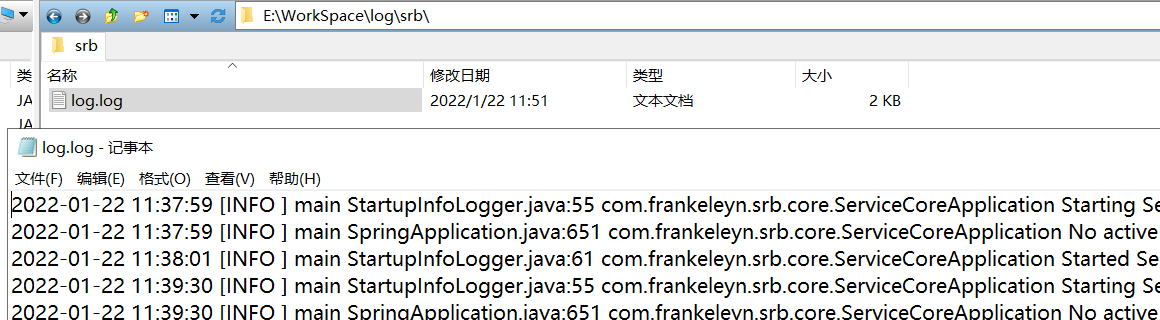 E:\WorkSpace\log\srb\
srb
类 名称 修改日期 类型 大小
JA log.log 2022/1/22 11:51 文本文档 2 KB
JA
log.log - 记事本
文件(F) 编辑(E) 格式(O) 查看(V) 帮助(H)
2022-01-22 11:37:59 [INFO ] main StartupInfoLogger.java:55 com.frankeleyn.srb.core.ServiceCoreApplication Starting Se
2022-01-22 11:37:59 [INFO ] main SpringApplication.java:651 com.frankeleyn.srb.core.ServiceCoreApplication No active
2022-01-22 11:38:01 [INFO ] main StartupInfoLogger.java:61 com.frankeleyn.srb.core.ServiceCoreApplication Started Se
2022-01-22 11:39:30 [INFO ] main StartupInfoLogger.java:55 com.frankeleyn.srb.core.ServiceCoreApplication Starting Se
2022-01-22 11:39:30 [INFO ] main SpringApplication.java:651 com.frankeleyn.srb.core.ServiceCoreApplication No active